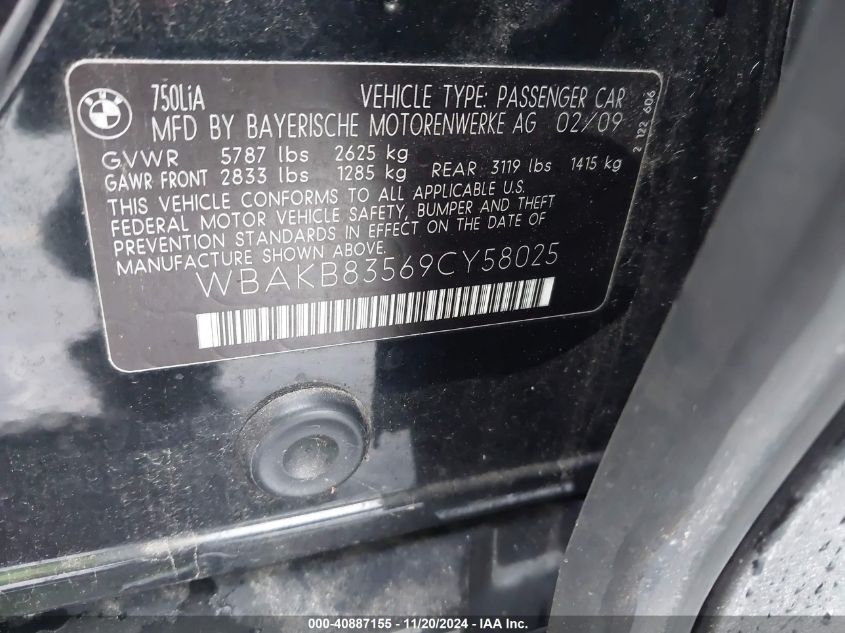 BMW
750LiA VEHICLE TYPE: PASSENGER CAR
MFD BY BAYERISCHE MOTORENWERKE AG 02/09
GVWR 5787 lbs 2625 kg
GAWR FRONT 2833 lbs 1285 kg REAR 3119 lbs 1415 kg
THIS VEHICLE CONFORMS TO ALL APPLICABLE U.S.
FEDERAL MOTOR VEHICLE SAFETY, BUMPER AND THEFT
PREVENTION STANDARDS IN EFFECT ON THE DATE OF
MANUFACTURE SHOWN ABOVE.
WBAKB83569CY58025
2 122 606
000-40887155 - 11/20/2024 - IAA Inc.